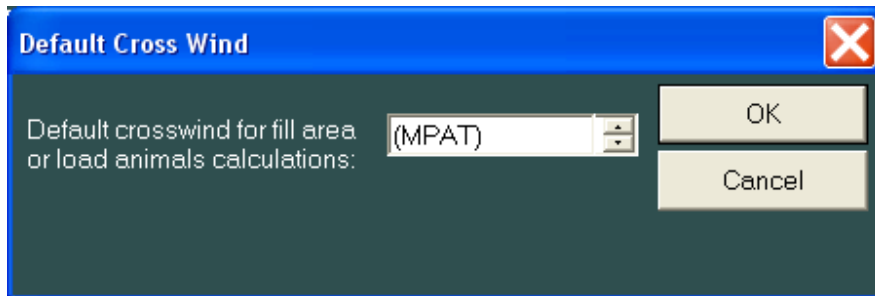 Default Cross Wind
Default crosswind for fill area
or load animals calculations:
(MPAT)
OK
Cancel